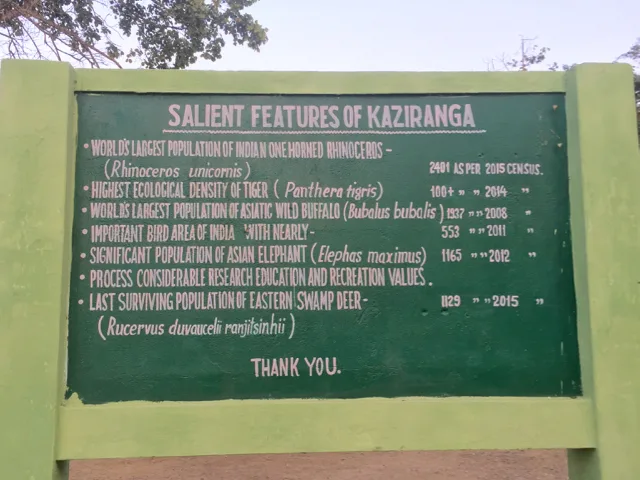 SALIENT FEATURES OF KAZIRANGA
• WORLD'S LARGEST POPULATION OF INDIAN ONE HORNED RHINOCEROS –
(Rhinoceros unicornis) 2401 AS PER 2015 CENSUS.
• HIGHEST ECOLOGICAL DENSITY OF TIGER ( Panthera tigris) 100+ " " 2014 "
• WORLD'S LARGEST POPULATION OF ASIATIC WILD BUFFALO (Bubalus bubalis) 1937 " " 2008 "
• IMPORTANT BIRD AREA OF INDIA WITH NEARLY- 553 " " 2011 "
• SIGNIFICANT POPULATION OF ASIAN ELEPHANT (Elephas maximus) 1165 " " 2012 "
• PROCESS CONSIDERABLE RESEARCH EDUCATION AND RECREATION VALUES.
• LAST SURVIVING POPULATION OF EASTERN SWAMP DEER- 1129 " " 2015 "
(Rucervus duvaucelii ranjitsinhii)
THANK YOU.